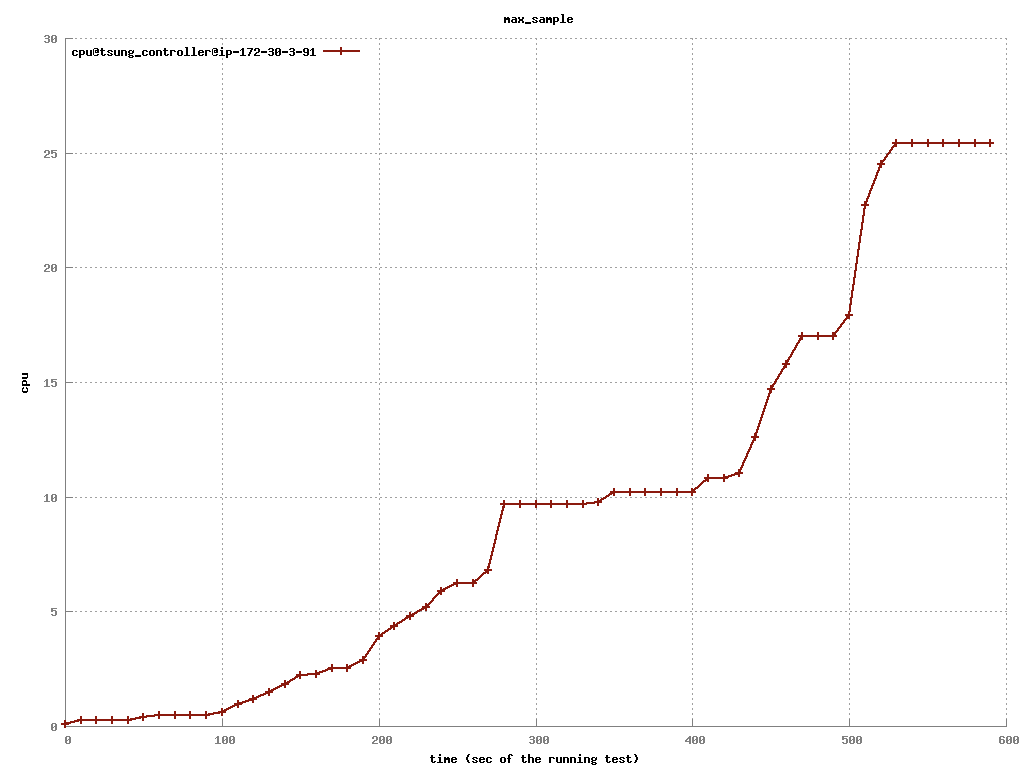 max_sample
cpu@tsung_controller@ip-172-30-3-91
30
25
20
15
10
5
0
cpu
0 100 200 300 400 500 600
time (sec of the running test)